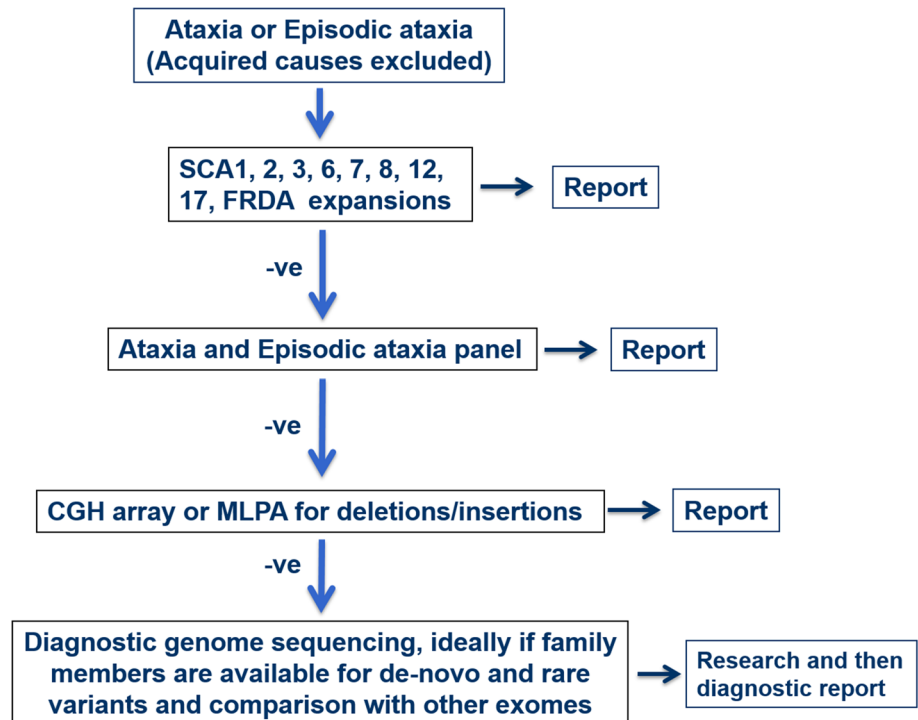 Ataxia or Episodic ataxia
(Acquired causes excluded)
SCA1, 2, 3, 6, 7, 8, 12,
17, FRDA expansions
Report
-ve
Ataxia and Episodic ataxia panel
Report
-ve
CGH array or MLPA for deletions/insertions
Report
-ve
Diagnostic genome sequencing, ideally if family
members are available for de-novo and rare
variants and comparison with other exomes
Research and then
diagnostic report